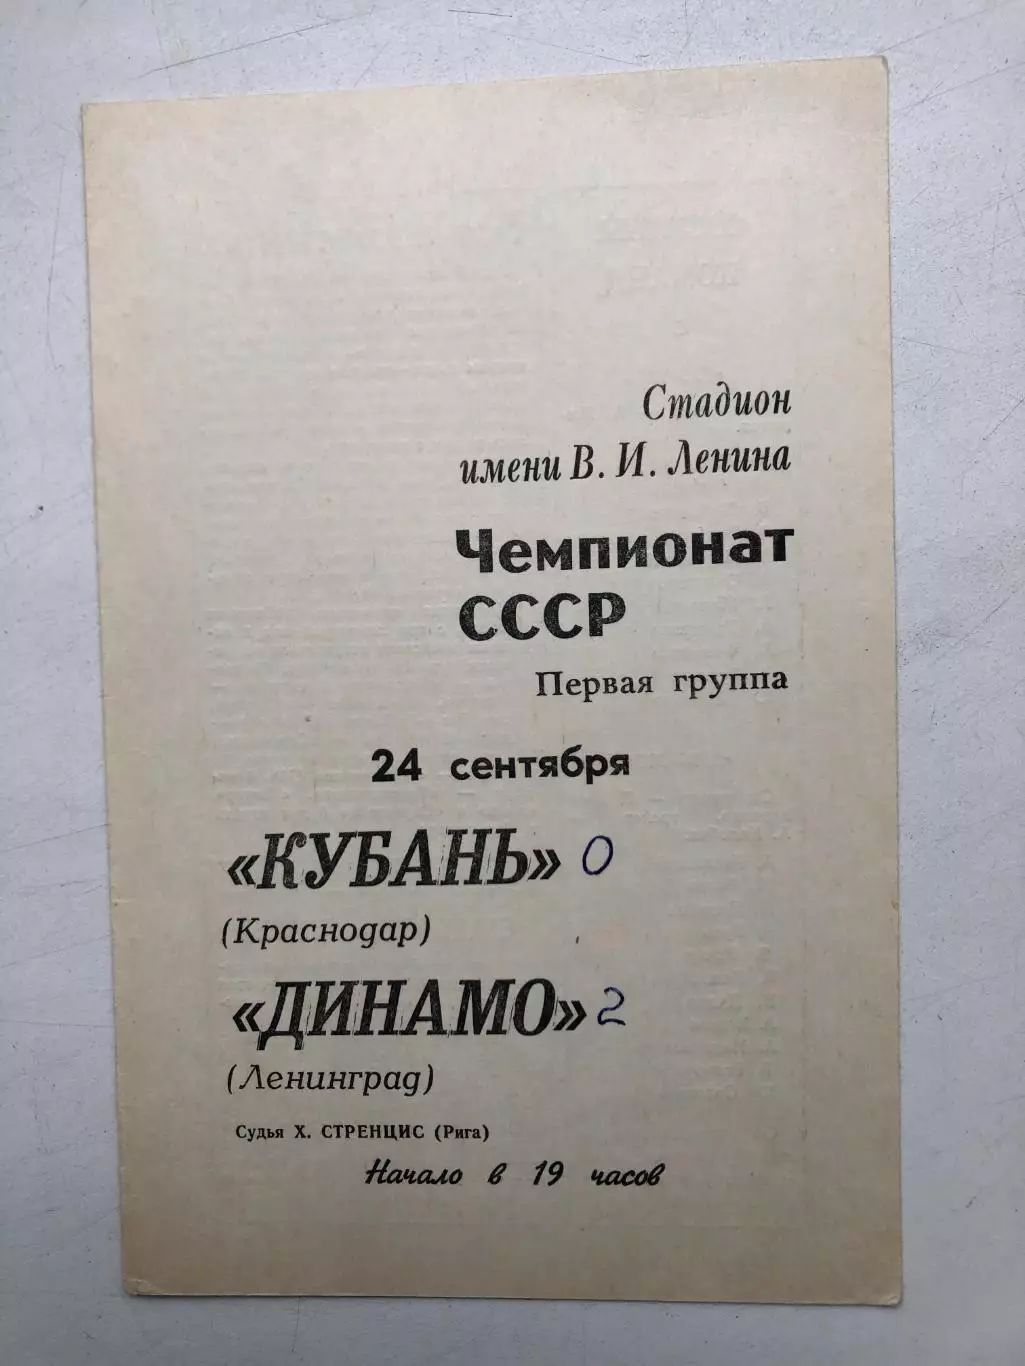 Стадион
имени В. И. Ленина
Чемпионат
СССР
Первая группа
24 сентября
«КУБАНЬ» 0
(Краснодар)
«ДИНАМО» 2
(Ленинград)
Судья Х. СТРЕНЦИС (Рига)
Начало в 19 часов